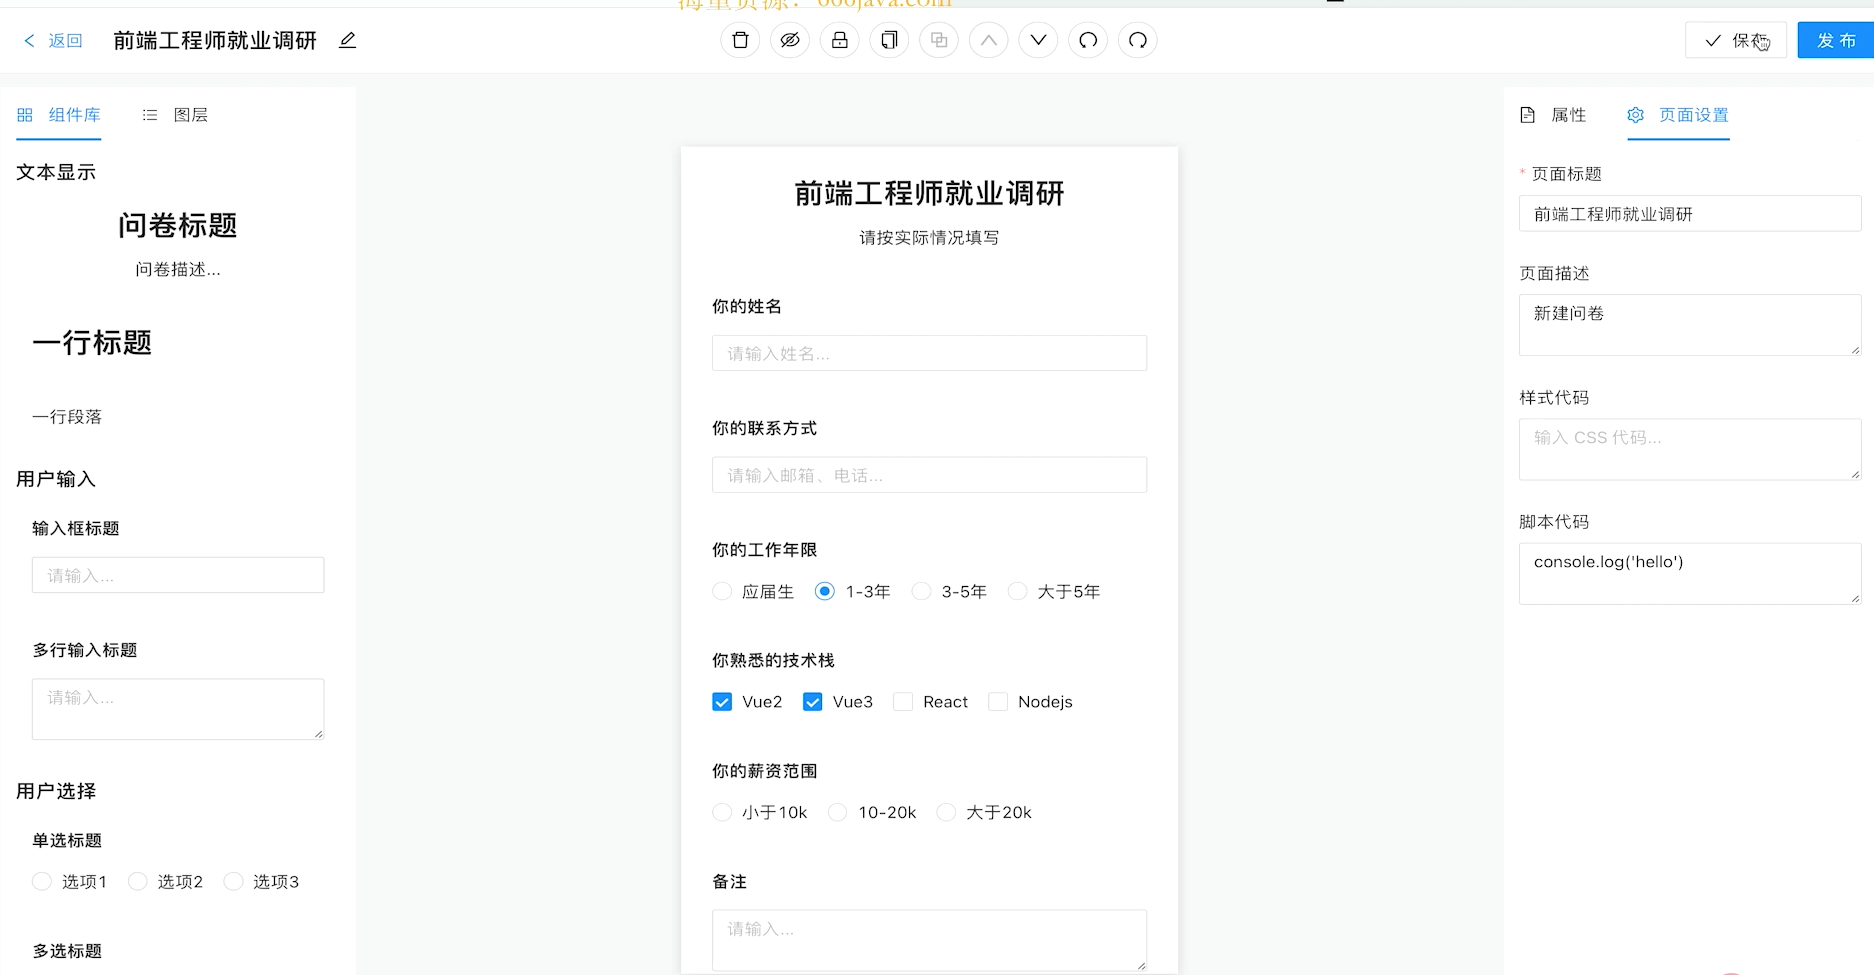 海量资源：666java.com
返回
前端工程师就业调研
保存
发 布
组件库
图层
文本显示
问卷标题
问卷描述...
一行标题
一行段落
用户输入
输入框标题
请输入...
多行输入标题
请输入...
用户选择
单选标题
选项1 选项2 选项3
多选标题
前端工程师就业调研
请按实际情况填写
你的姓名
请输入姓名...
你的联系方式
请输入邮箱、电话...
你的工作年限
应届生 1-3年 3-5年 大于5年
你熟悉的技术栈
Vue2 Vue3 React Nodejs
你的薪资范围
小于10k 10-20k 大于20k
备注
请输入...
属性
页面设置
* 页面标题
前端工程师就业调研
页面描述
新建问卷
样式代码
输入 CSS 代码...
脚本代码
console.log('hello')